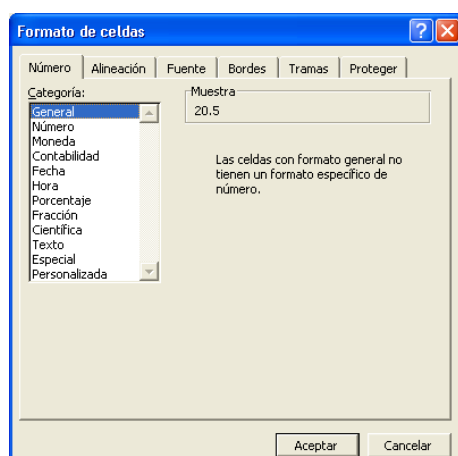 Formato de celdas
Número Alineación Fuente Bordes Tramas Proteger
Categoría:
General
Número
Moneda
Contabilidad
Fecha
Hora
Porcentaje
Fracción
Científica
Texto
Especial
Personalizada
Muestra
20.5
Las celdas con formato general no
tienen un formato específico de
número.
Aceptar Cancelar